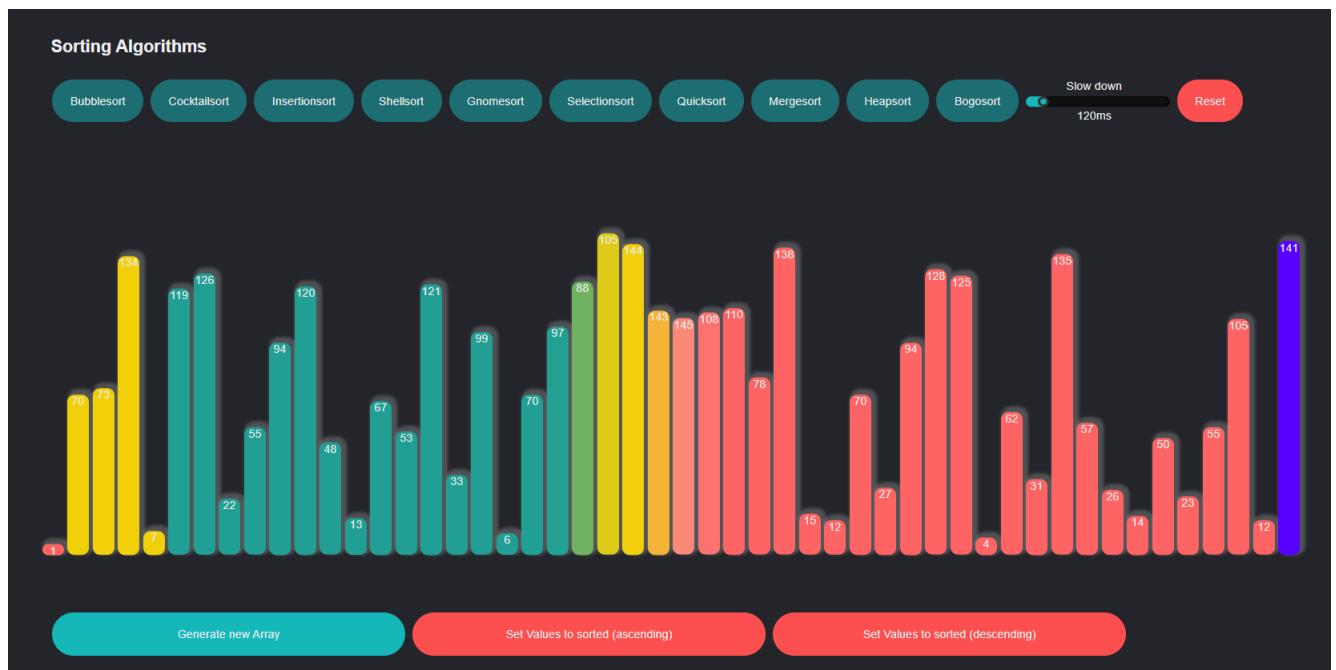 Sorting Algorithms
Bubblesort Cocktailsort Insertionsort Shellsort Gnomesort Selectionsort Quicksort Mergesort Heapsort Bogosort Slow down Reset
120ms
1 70 73 134 7 119 126 22 55 94 120 48 13 67 53 121 33 99 6 70 97 88 105 144 143 145 108 110 78 138 15 12 70 27 94 128 125 4 62 31 135 57 26 14 50 23 55 105 12 141
Generate new Array Set Values to sorted (ascending) Set Values to sorted (descending)